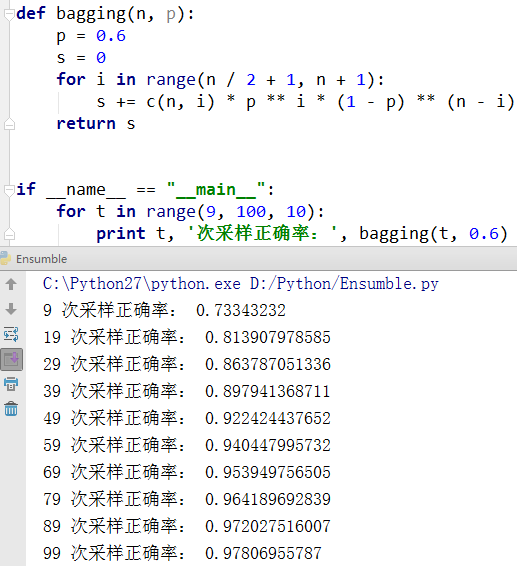 def bagging(n, p):
    p = 0.6
    s = 0
    for i in range(n / 2 + 1, n + 1):
        s += c(n, i) * p ** i * (1 - p) ** (n - i)
    return s
if __name__ == "__main__":
    for t in range(9, 100, 10):
        print t, '次采样正确率：', bagging(t, 0.6)
Ensumble
C:\Python27\python.exe D:/Python/Ensumble.py
9 次采样正确率： 0.73343232
19 次采样正确率： 0.813907978585
29 次采样正确率： 0.863787051336
39 次采样正确率： 0.897941368711
49 次采样正确率： 0.922424437652
59 次采样正确率： 0.940447995732
69 次采样正确率： 0.953949756505
79 次采样正确率： 0.964189692839
89 次采样正确率： 0.972027516007
99 次采样正确率： 0.97806955787